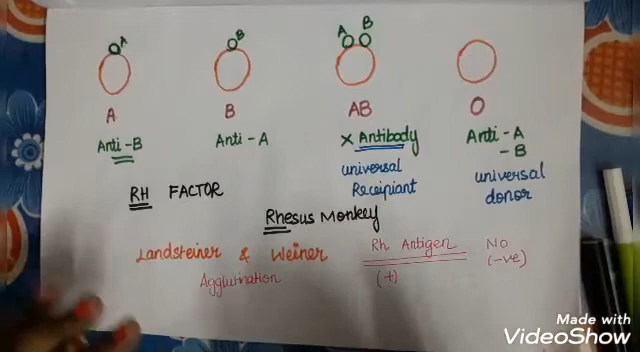 A
B
A B
A
B
AB
O
Anti-B
Anti-A
x Antibody
Anti-A
-B
universal
Receipiant
universal
donor
RH FACTOR
Rhesus Monkey
Landsteiner & Weiner
Rh Antigen
No
(+)
(-ve)
Agglutination
Made with
VideoShow